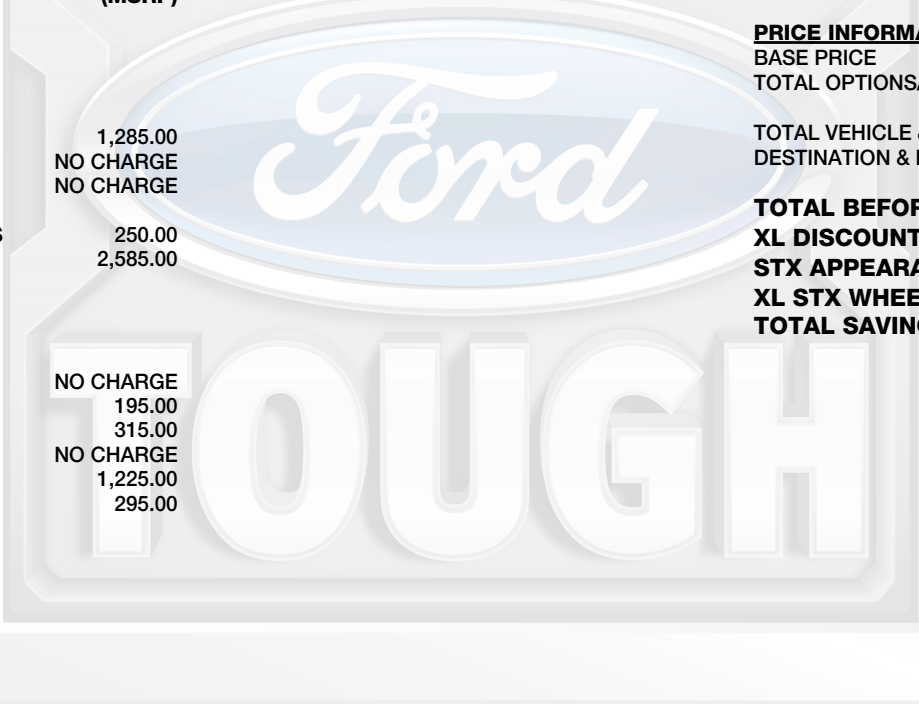 (MSRP)
1,285.00
NO CHARGE
NO CHARGE
S
250.00
2,585.00
NO CHARGE
195.00
315.00
NO CHARGE
1,225.00
295.00
Ford
TOUGH
PRICE INFORMA
BASE PRICE
TOTAL OPTIONS
TOTAL VEHICLE &
DESTINATION &
TOTAL BEFOR
XL DISCOUNT
STX APPEARA
XL STX WHEE
TOTAL SAVING